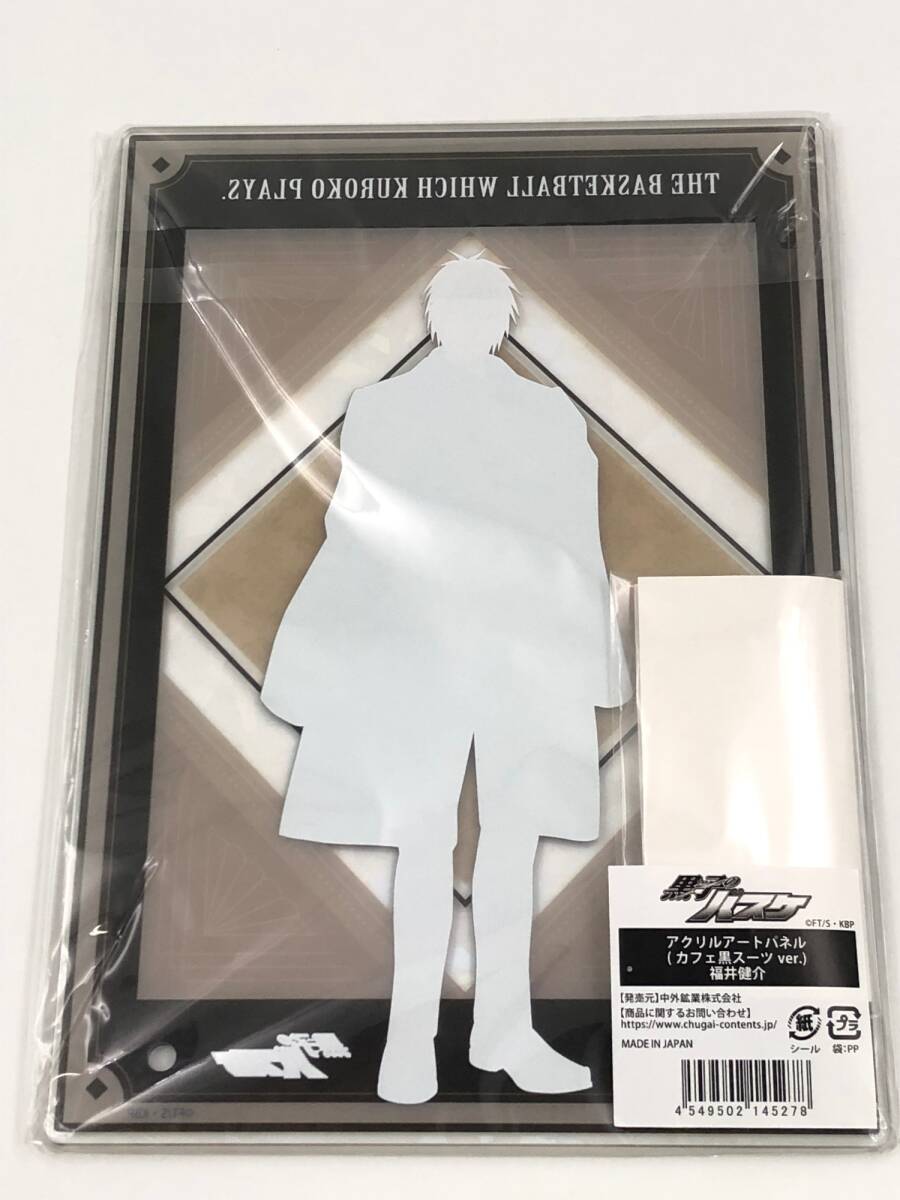 THE BASKETBALL WHICH KUROKO PLAYS.
黒子のバスケ
©FT/S・KBP
アクリルアートパネル
(カフェ黒スーツ ver.)
福井健介
【発売元】中外鉱業株式会社
【商品に関するお問い合わせ】
https://www.chugai-contents.jp/
MADE IN JAPAN
紙
シール
プラ
袋:PP
4 549502 145278
©FT/S・KBP